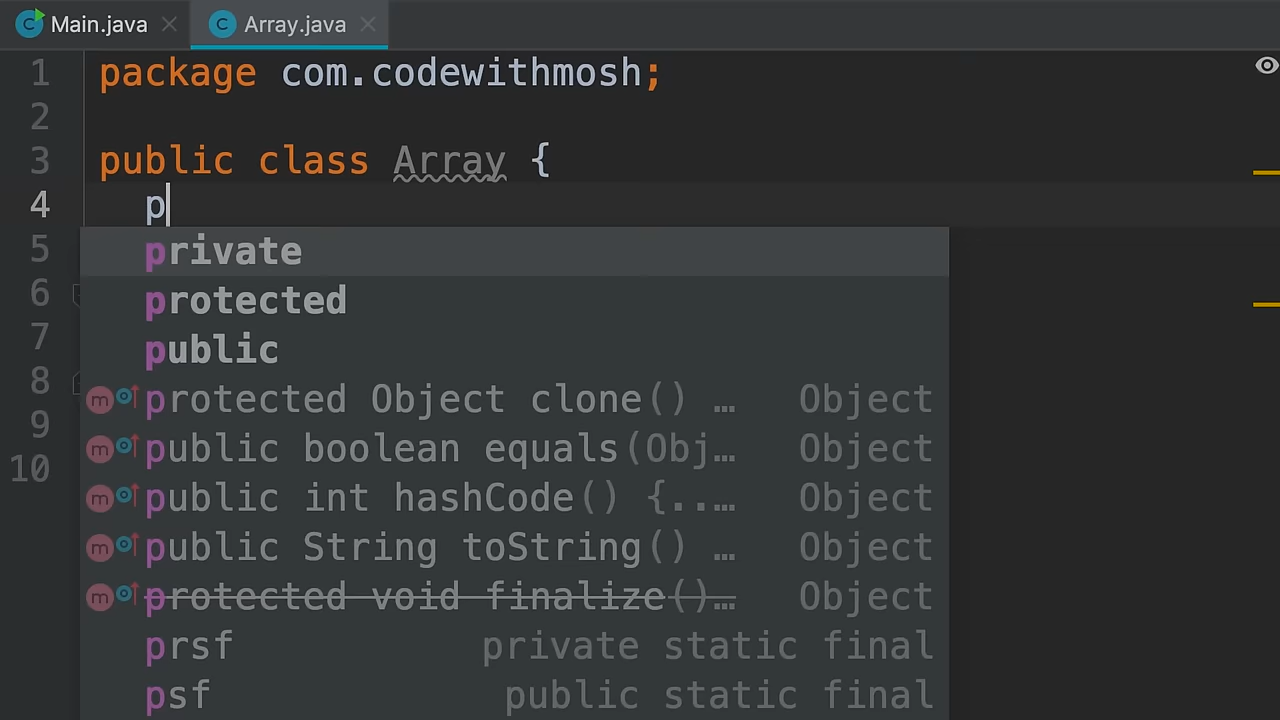 Main.java Array.java
1 package com.codewithmosh;
2
3 public class Array {
4 p
5 private
6 protected
7 public
8 protected Object clone() … Object
9 public boolean equals(Obj… Object
10 public int hashCode() {..… Object
public String toString() … Object
protected void finalize()… Object
prsf private static final
psf public static final